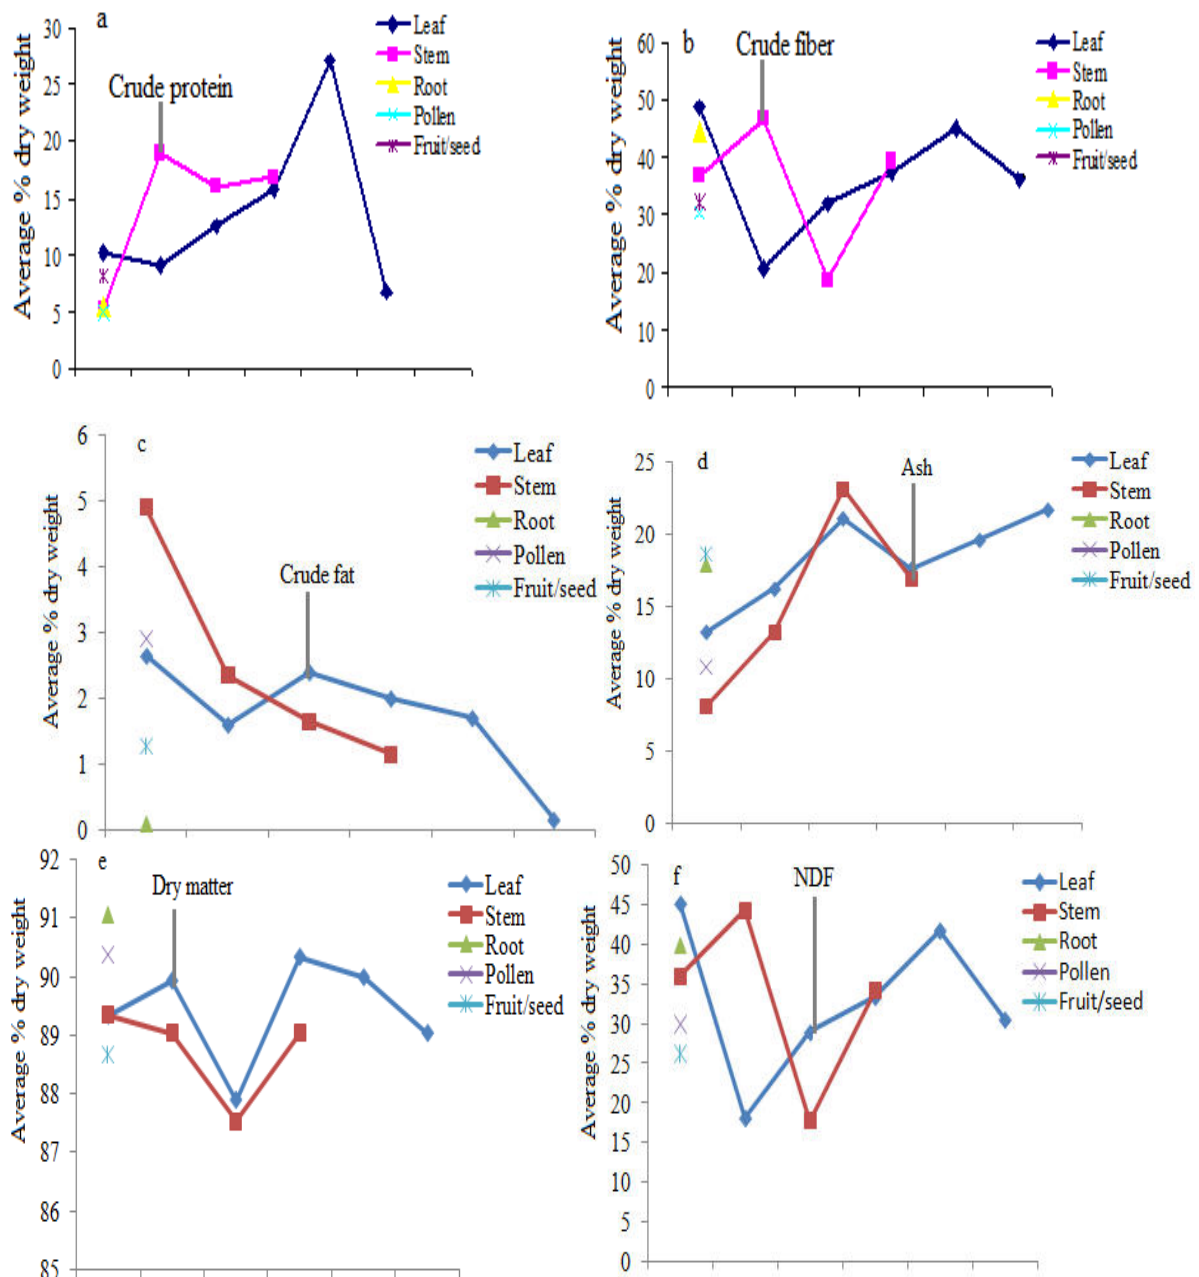 a
Crude protein
Average % dry weight
30
25
20
15
10
5
0
Leaf
Stem
Root
Pollen
Fruit/seed
b
Crude fiber
Average % dry weight
60
50
40
30
20
10
0
Leaf
Stem
Root
Pollen
Fruit/seed
c
Crude fat
Average % dry weight
6
5
4
3
2
1
0
Leaf
Stem
Root
Pollen
Fruit/seed
d
Ash
Average % dry weight
25
20
15
10
5
0
Leaf
Stem
Root
Pollen
Fruit/seed
e
Dry matter
Average % dry weight
92
91
90
89
88
87
86
85
Leaf
Stem
Root
Pollen
Fruit/seed
f
NDF
Average % dry weight
50
45
40
35
30
25
20
15
10
5
0
Leaf
Stem
Root
Pollen
Fruit/seed